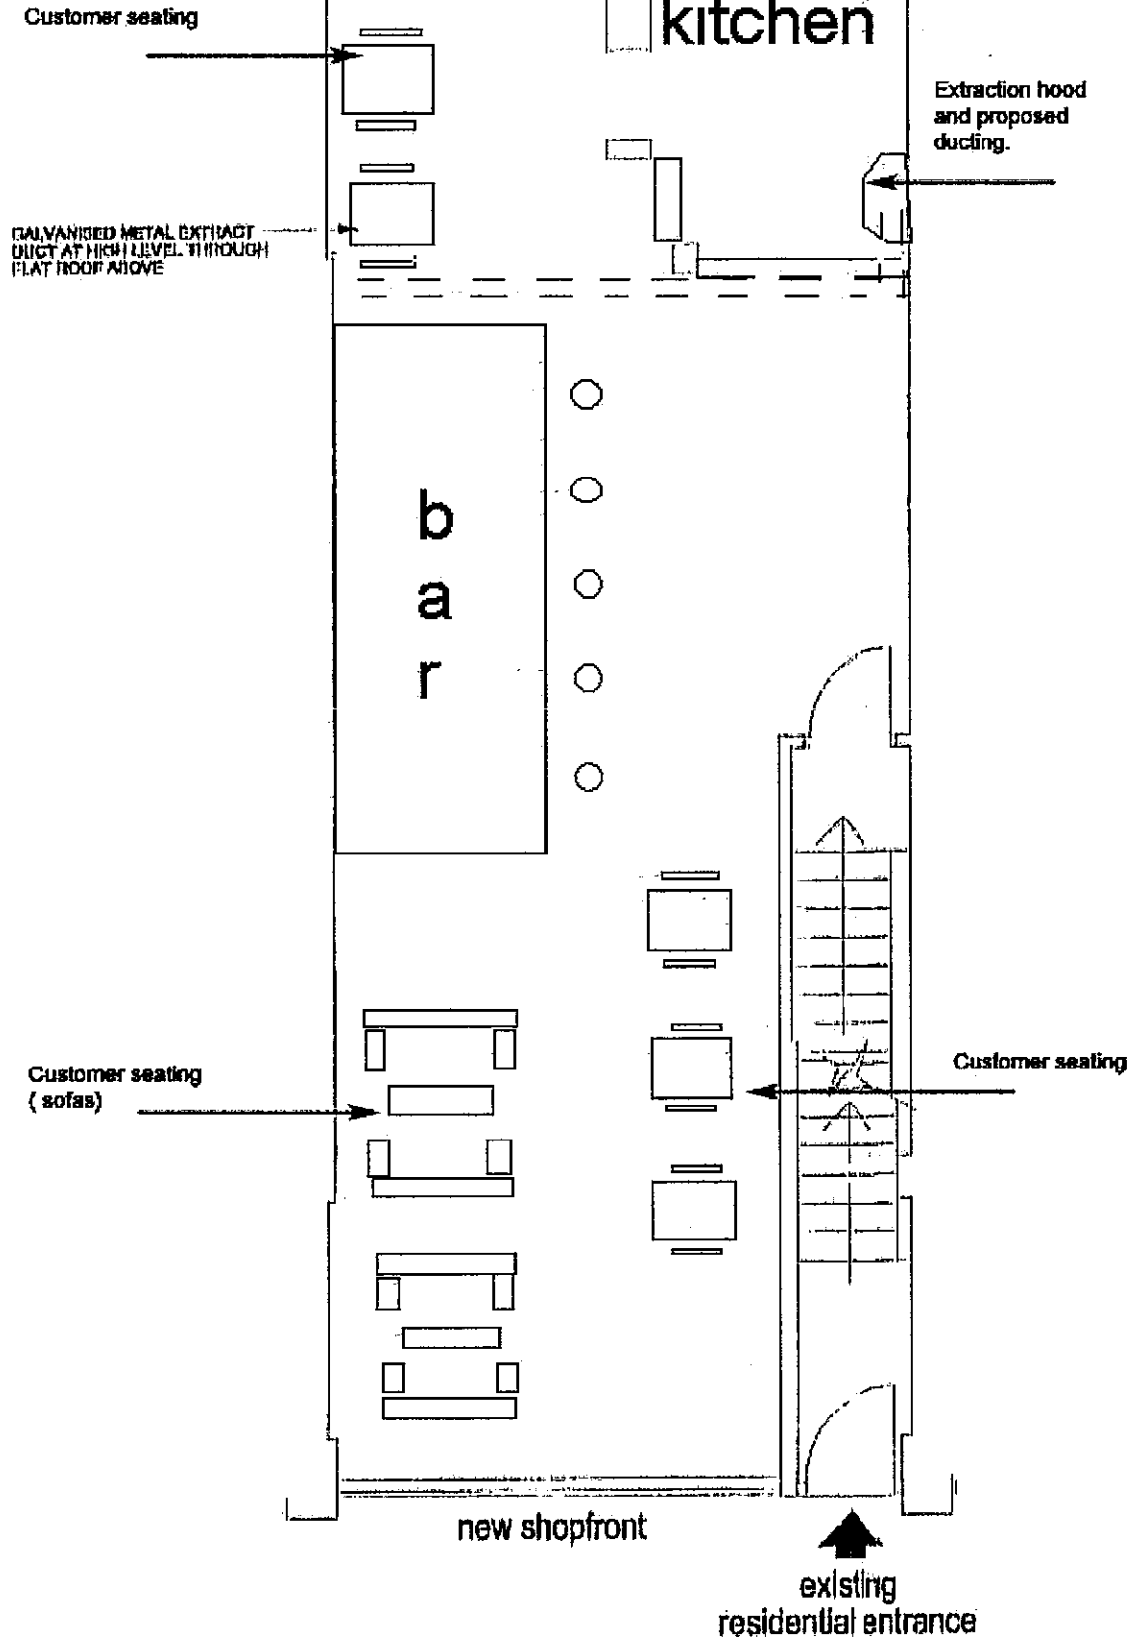 Customer seating
kitchen
Extraction hood
and proposed
ducting.
GALVANISED METAL EXTRACT
DUCT AT HIGH LEVEL THROUGH
FLAT ROOF ABOVE
b
a
r
Customer seating
( sofas)
Customer seating
new shopfront
existing
residential entrance